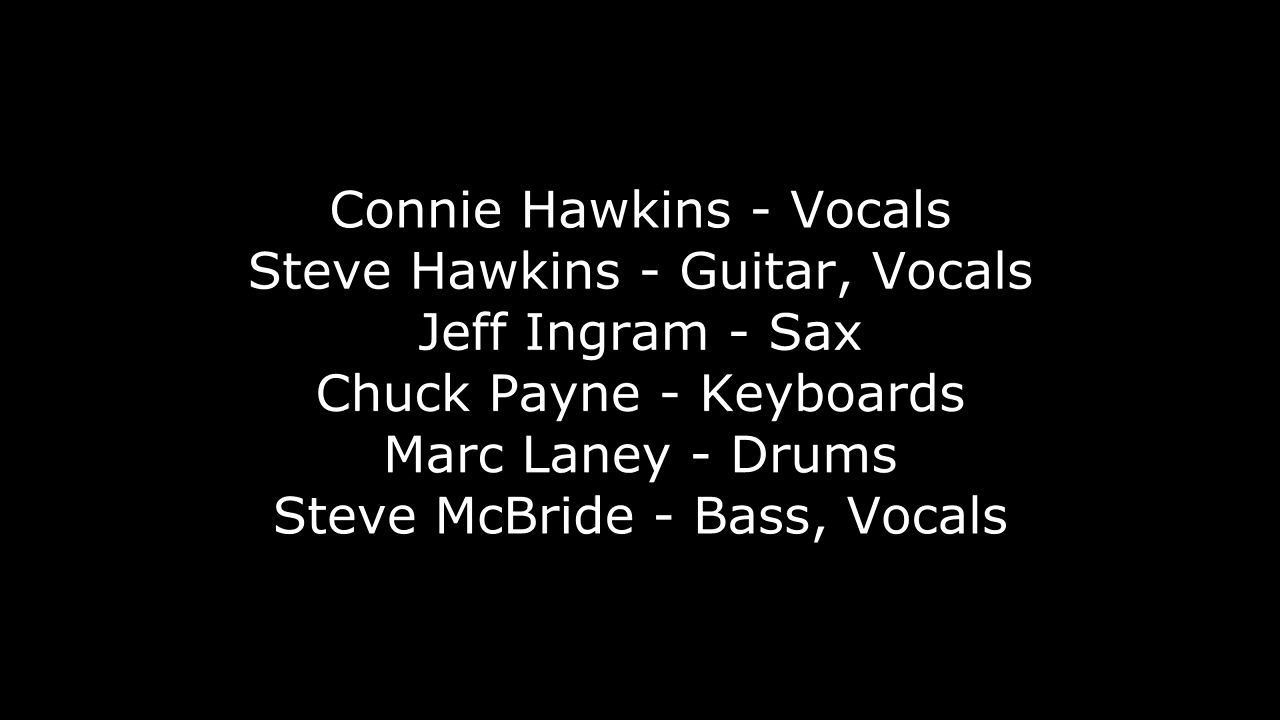 Connie Hawkins - Vocals
Steve Hawkins - Guitar, Vocals
Jeff Ingram - Sax
Chuck Payne - Keyboards
Marc Laney - Drums
Steve McBride - Bass, Vocals